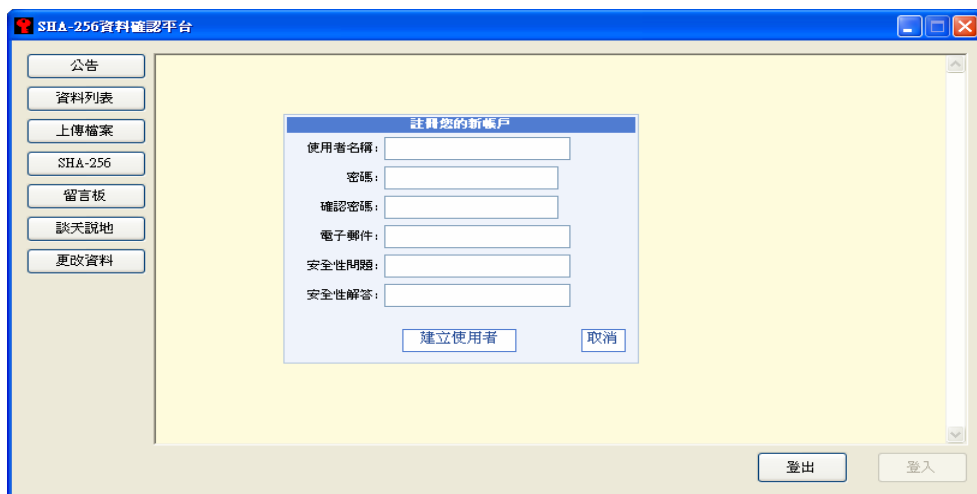 SHA-256資料確認平台
公告
資料列表
上傳檔案
SHA-256
留言板
談天說地
更改資料
註冊您的新帳戶
使用者名稱:
密碼:
確認密碼:
電子郵件:
安全性問題:
安全性解答:
建立使用者 取消
登出 登入